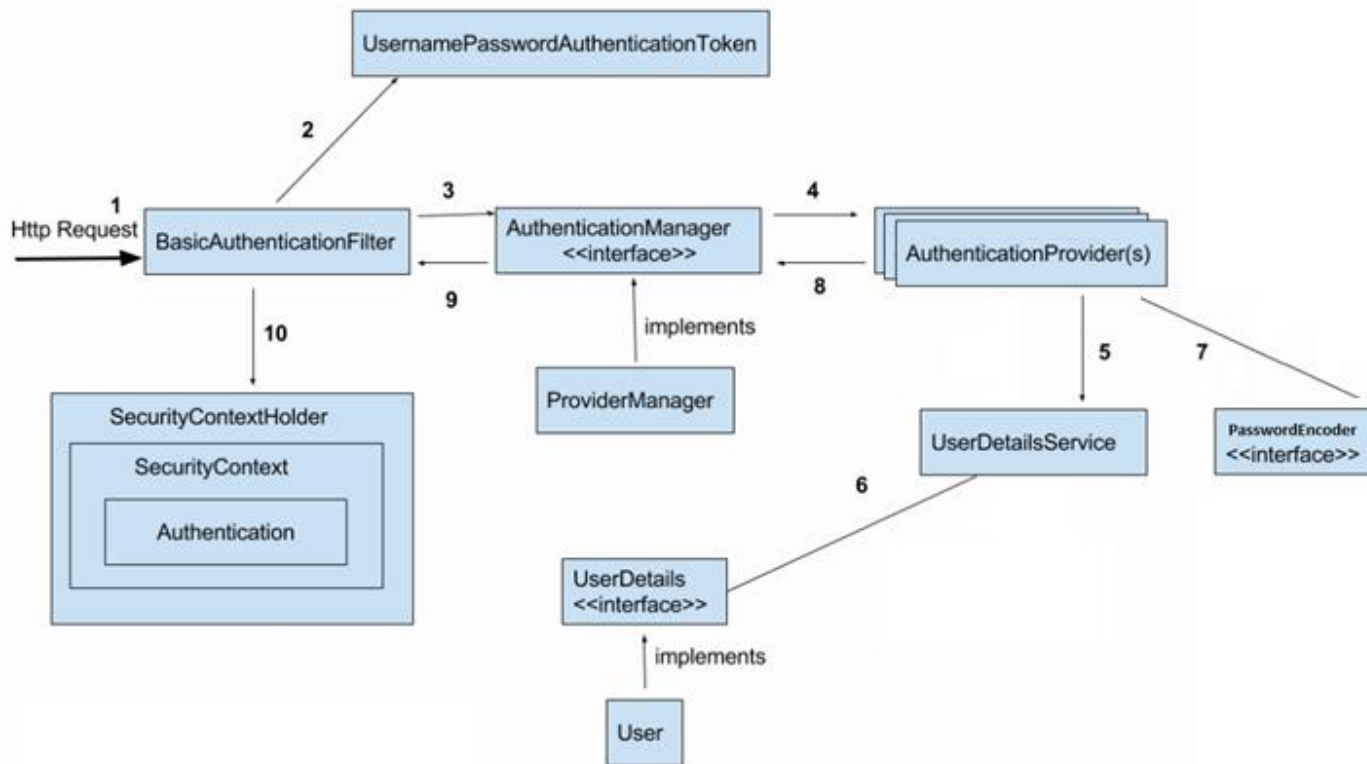 UsernamePasswordAuthenticationToken
2
1
Http Request
BasicAuthenticationFilter
3
AuthenticationManager
<<interface>>
4
AuthenticationProvider(s)
9
8
10
implements
5
7
ProviderManager
SecurityContextHolder
SecurityContext
Authentication
UserDetailsService
PasswordEncoder
<<interface>>
6
UserDetails
<<interface>>
implements
User